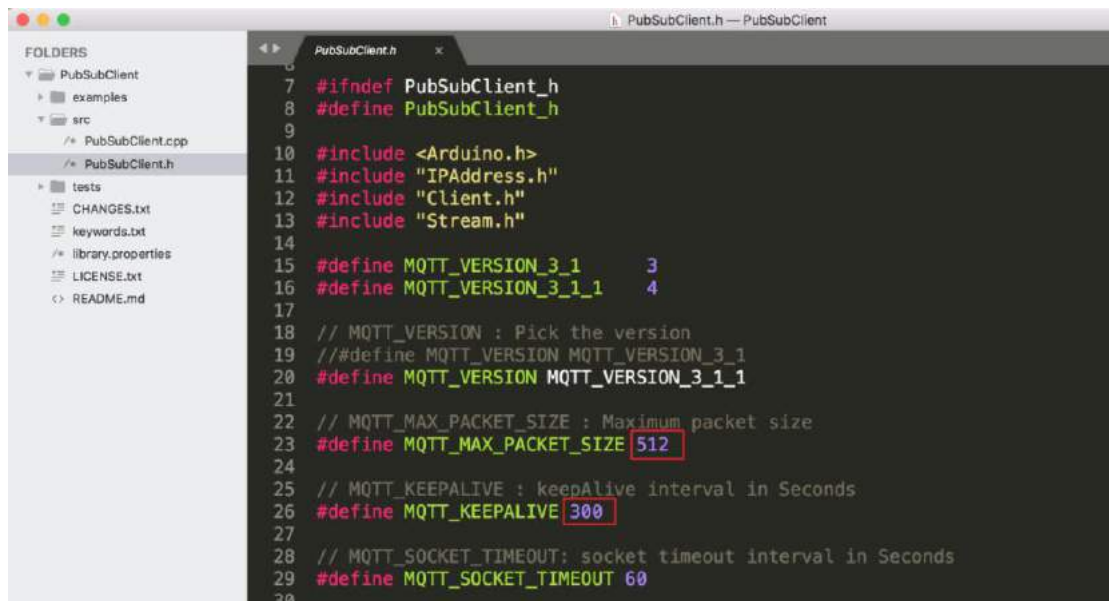 PubSubClient.h — PubSubClient
FOLDERS
PubSubClient
examples
src
/* PubSubClient.cpp
/* PubSubClient.h
tests
CHANGES.txt
keywords.txt
/* library.properties
LICENSE.txt
<> README.md
PubSubClient.h ×
6
7 #ifndef PubSubClient_h
8 #define PubSubClient_h
9
10 #include <Arduino.h>
11 #include "IPAddress.h"
12 #include "Client.h"
13 #include "Stream.h"
14
15 #define MQTT_VERSION_3_1 3
16 #define MQTT_VERSION_3_1_1 4
17
18 // MQTT_VERSION : Pick the version
19 //#define MQTT_VERSION MQTT_VERSION_3_1
20 #define MQTT_VERSION MQTT_VERSION_3_1_1
21
22 // MQTT_MAX_PACKET_SIZE : Maximum packet size
23 #define MQTT_MAX_PACKET_SIZE 512
24
25 // MQTT_KEEPALIVE : keepAlive interval in Seconds
26 #define MQTT_KEEPALIVE 300
27
28 // MQTT_SOCKET_TIMEOUT: socket timeout interval in Seconds
29 #define MQTT_SOCKET_TIMEOUT 60
30